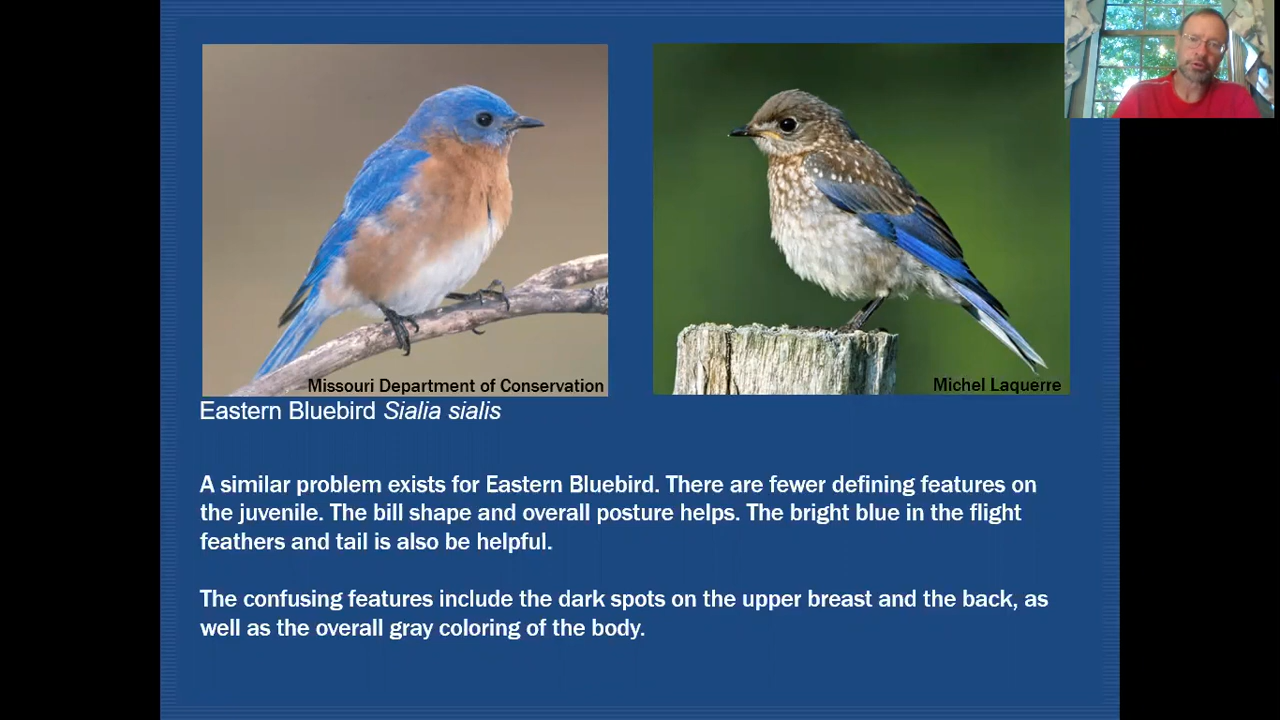 Missouri Department of Conservation
Michel Laquerre
Eastern Bluebird Sialia sialis
A similar problem exists for Eastern Bluebird. There are fewer defining features on
the juvenile. The bill shape and overall posture helps. The bright blue in the flight
feathers and tail is also be helpful.
The confusing features include the dark spots on the upper breast and the back, as
well as the overall gray coloring of the body.